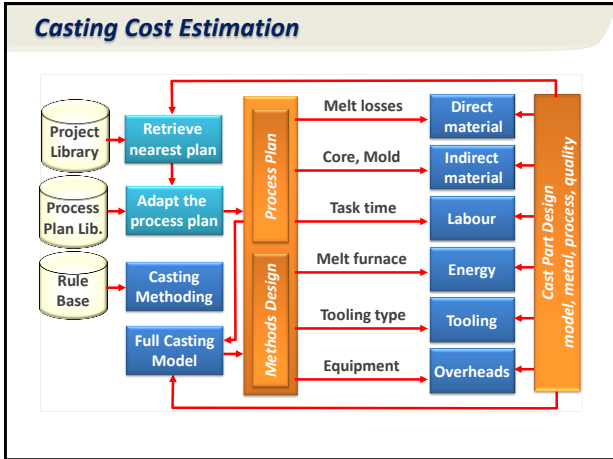 Casting Cost Estimation
Project
Library
Retrieve
nearest plan
Process
Plan Lib.
Adapt the
process plan
Rule
Base
Casting
Methoding
Full Casting
Model
Process Plan
Methods Design
Melt losses
Core, Mold
Task time
Melt furnace
Tooling type
Equipment
Direct
material
Indirect
material
Labour
Energy
Tooling
Overheads
Cast Part Design
model, metal, process, quality